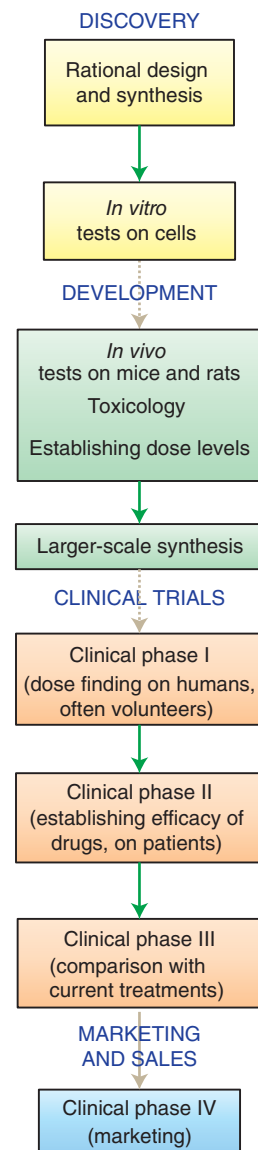 DISCOVERY
Rational design
and synthesis
In vitro
tests on cells
DEVELOPMENT
In vivo
tests on mice and rats
Toxicology
Establishing dose levels
Larger-scale synthesis
CLINICAL TRIALS
Clinical phase I
(dose finding on humans,
often volunteers)
Clinical phase II
(establishing efficacy of
drugs, on patients)
Clinical phase III
(comparison with
current treatments)
MARKETING
AND SALES
Clinical phase IV
(marketing)